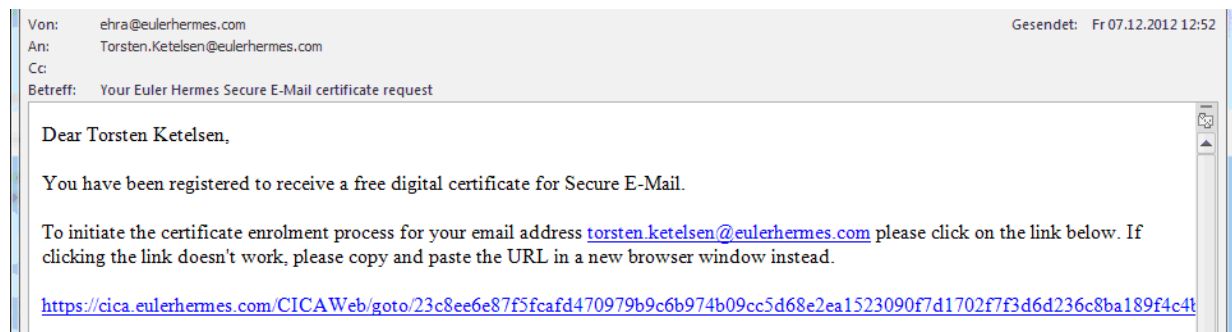 Von: ehra@eulerhermes.com Gesendet: Fr 07.12.2012 12:52
An: Torsten.Ketelsen@eulerhermes.com
Cc:
Betreff: Your Euler Hermes Secure E-Mail certificate request
Dear Torsten Ketelsen,
You have been registered to receive a free digital certificate for Secure E-Mail.
To initiate the certificate enrolment process for your email address torsten.ketelsen@eulerhermes.com please click on the link below. If
clicking the link doesn't work, please copy and paste the URL in a new browser window instead.
https://cica.eulerhermes.com/CICAWeb/goto/23c8ee6e87f5fcafd470979b9c6b974b09cc5d68e2ea1523090f7d1702f7f3d6d236c8ba189f4c4b